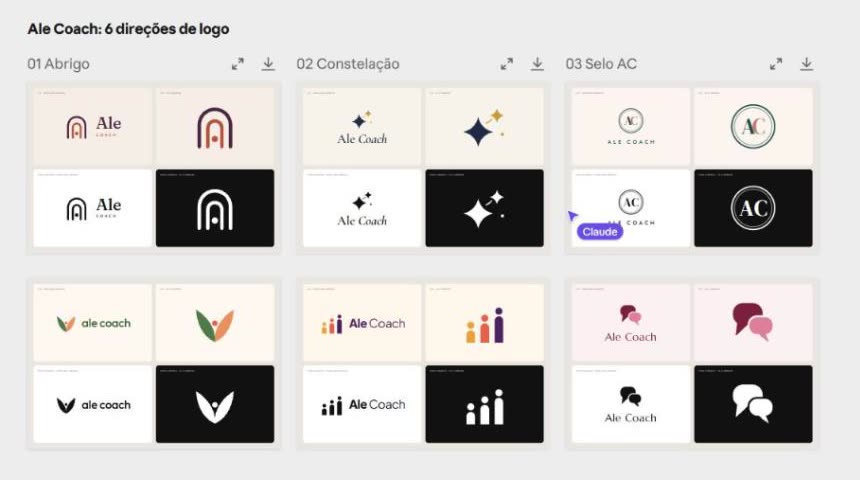 Ale Coach: 6 direções de logo
01 Abrigo
02 Constelação
03 Selo AC
Ale
COACH
Ale Coach
AC
ALE COACH
AC
Ale
COACH
Ale Coach
AC
COACH
AC
Claude
ale coach
Ale Coach
Ale Coach
ale coach
Ale Coach
Ale Coach